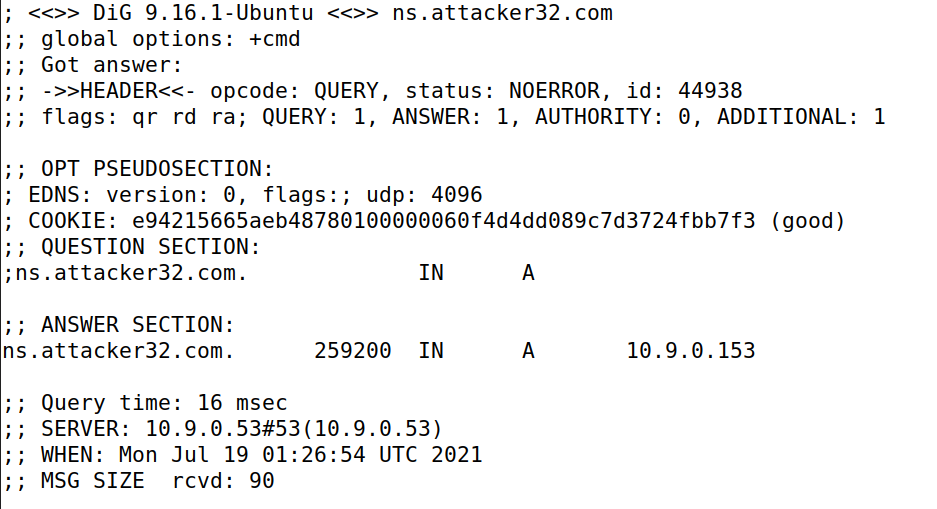 ; <<>> DiG 9.16.1-Ubuntu <<>> ns.attacker32.com
;; global options: +cmd
;; Got answer:
;; ->>HEADER<<- opcode: QUERY, status: NOERROR, id: 44938
;; flags: qr rd ra; QUERY: 1, ANSWER: 1, AUTHORITY: 0, ADDITIONAL: 1
;; OPT PSEUDOSECTION:
; EDNS: version: 0, flags:; udp: 4096
; COOKIE: e94215665aeb48780100000060f4d4dd089c7d3724fbb7f3 (good)
;; QUESTION SECTION:
;ns.attacker32.com.		IN	A
;; ANSWER SECTION:
ns.attacker32.com.	259200	IN	A	10.9.0.153
;; Query time: 16 msec
;; SERVER: 10.9.0.53#53(10.9.0.53)
;; WHEN: Mon Jul 19 01:26:54 UTC 2021
;; MSG SIZE  rcvd: 90